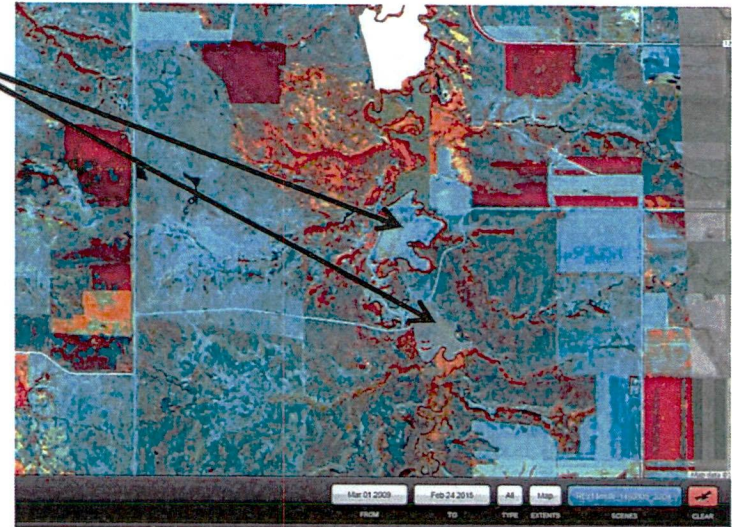 Mar 01 2009
Feb 24 2015
All
Map
FROM
TO
TYPE
EXTENTS
SCENES
CLEAR